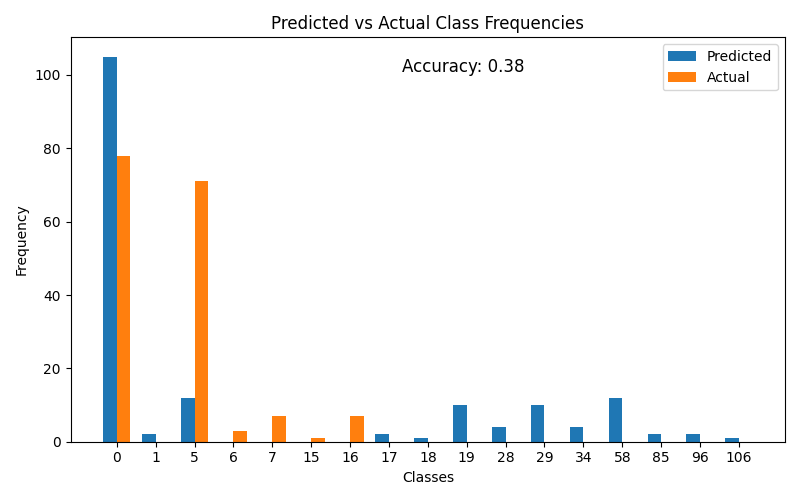 Predicted vs Actual Class Frequencies
Accuracy: 0.38
Predicted
Actual
Frequency
100
80
60
40
20
0
0 1 5 6 7 15 16 17 18 19 28 29 34 58 85 96 106
Classes